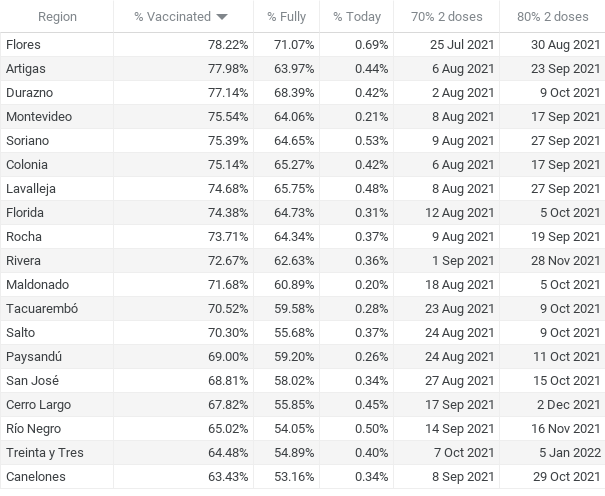 Region % Vaccinated % Fully % Today 70% 2 doses 80% 2 doses
Flores 78.22% 71.07% 0.69% 25 Jul 2021 30 Aug 2021
Artigas 77.98% 63.97% 0.44% 6 Aug 2021 23 Sep 2021
Durazno 77.14% 68.39% 0.42% 2 Aug 2021 9 Oct 2021
Montevideo 75.54% 64.06% 0.21% 8 Aug 2021 17 Sep 2021
Soriano 75.39% 64.65% 0.53% 9 Aug 2021 27 Sep 2021
Colonia 75.14% 65.27% 0.42% 6 Aug 2021 17 Sep 2021
Lavalleja 74.68% 65.75% 0.48% 8 Aug 2021 27 Sep 2021
Florida 74.38% 64.73% 0.31% 12 Aug 2021 5 Oct 2021
Rocha 73.71% 64.34% 0.37% 9 Aug 2021 19 Sep 2021
Rivera 72.67% 62.63% 0.36% 1 Sep 2021 28 Nov 2021
Maldonado 71.68% 60.89% 0.20% 18 Aug 2021 5 Oct 2021
Tacuarembó 70.52% 59.58% 0.28% 23 Aug 2021 9 Oct 2021
Salto 70.30% 55.68% 0.37% 24 Aug 2021 9 Oct 2021
Paysandú 69.00% 59.20% 0.26% 24 Aug 2021 11 Oct 2021
San José 68.81% 58.02% 0.34% 27 Aug 2021 15 Oct 2021
Cerro Largo 67.82% 55.85% 0.45% 17 Sep 2021 2 Dec 2021
Río Negro 65.02% 54.05% 0.50% 14 Sep 2021 16 Nov 2021
Treinta y Tres 64.48% 54.89% 0.40% 7 Oct 2021 5 Jan 2022
Canelones 63.43% 53.16% 0.34% 8 Sep 2021 29 Oct 2021